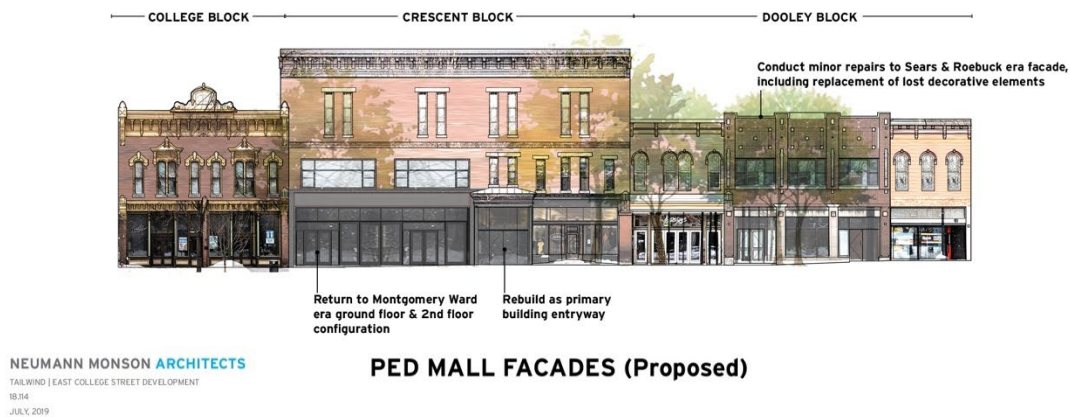 COLLEGE BLOCK
CRESCENT BLOCK
DOOLEY BLOCK
Conduct minor repairs to Sears & Roebuck era facade,
including replacement of lost decorative elements
Return to Montgomery Ward
era ground floor & 2nd floor
configuration
Rebuild as primary
building entryway
PED MALL FACADES (Proposed)
NEUMANN MONSON ARCHITECTS
TAILWIND | EAST COLLEGE STREET DEVELOPMENT
18.114
JULY, 2019